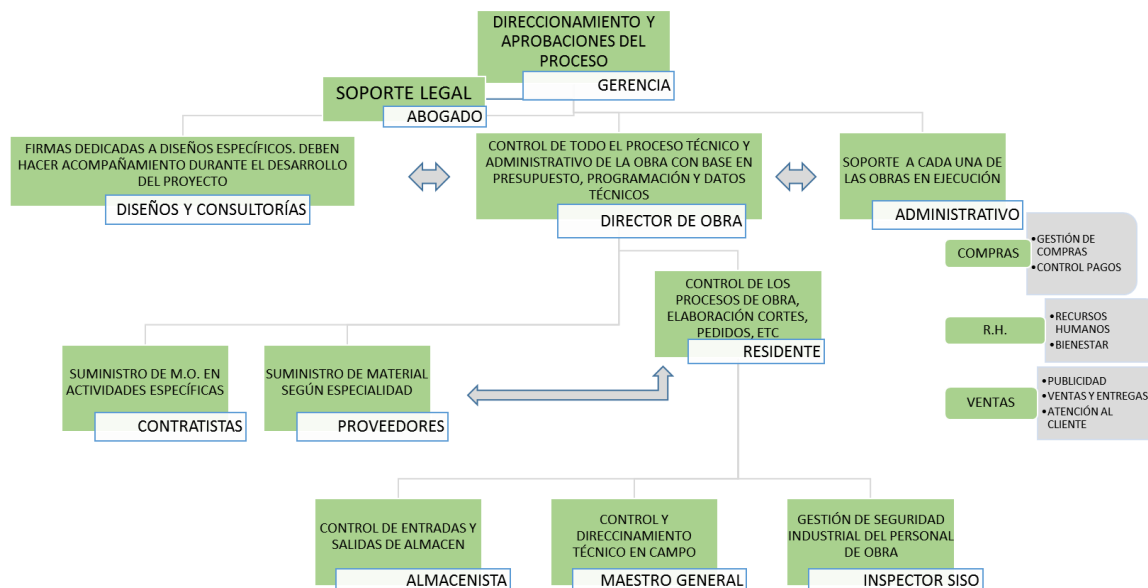 DIRECCIONAMIENTO Y
APROBACIONES DEL
PROCESO
GERENCIA
SOPORTE LEGAL
ABOGADO
FIRMAS DEDICADAS A DISEÑOS ESPECÍFICOS. DEBEN
HACER ACOMPAÑAMIENTO DURANTE EL DESARROLLO
DEL PROYECTO
DISEÑOS Y CONSULTORÍAS
CONTROL DE TODO EL PROCESO TÉCNICO Y
ADMINISTRATIVO DE LA OBRA CON BASE EN
PRESUPUESTO, PROGRAMACIÓN Y DATOS
TÉCNICOS
DIRECTOR DE OBRA
SOPORTE A CADA UNA DE
LAS OBRAS EN EJECUCIÓN
ADMINISTRATIVO
COMPRAS
•GESTIÓN DE
COMPRAS
•CONTROL PAGOS
R.H.
•RECURSOS
HUMANOS
•BIENESTAR
VENTAS
•PUBLICIDAD
•VENTAS Y ENTREGAS
•ATENCIÓN AL
CLIENTE
CONTROL DE LOS
PROCESOS DE OBRA,
ELABORACIÓN CORTES,
PEDIDOS, ETC
RESIDENTE
SUMINISTRO DE M.O. EN
ACTIVIDADES ESPECÍFICAS
CONTRATISTAS
SUMINISTRO DE MATERIAL
SEGÚN ESPECIALIDAD
PROVEEDORES
CONTROL DE ENTRADAS Y
SALIDAS DE ALMACEN
ALMACENISTA
CONTROL Y
DIRECCINAMIENTO
TÉCNICO EN CAMPO
MAESTRO GENERAL
GESTIÓN DE SEGURIDAD
INDUSTRIAL DEL PERSONAL
DE OBRA
INSPECTOR SISO